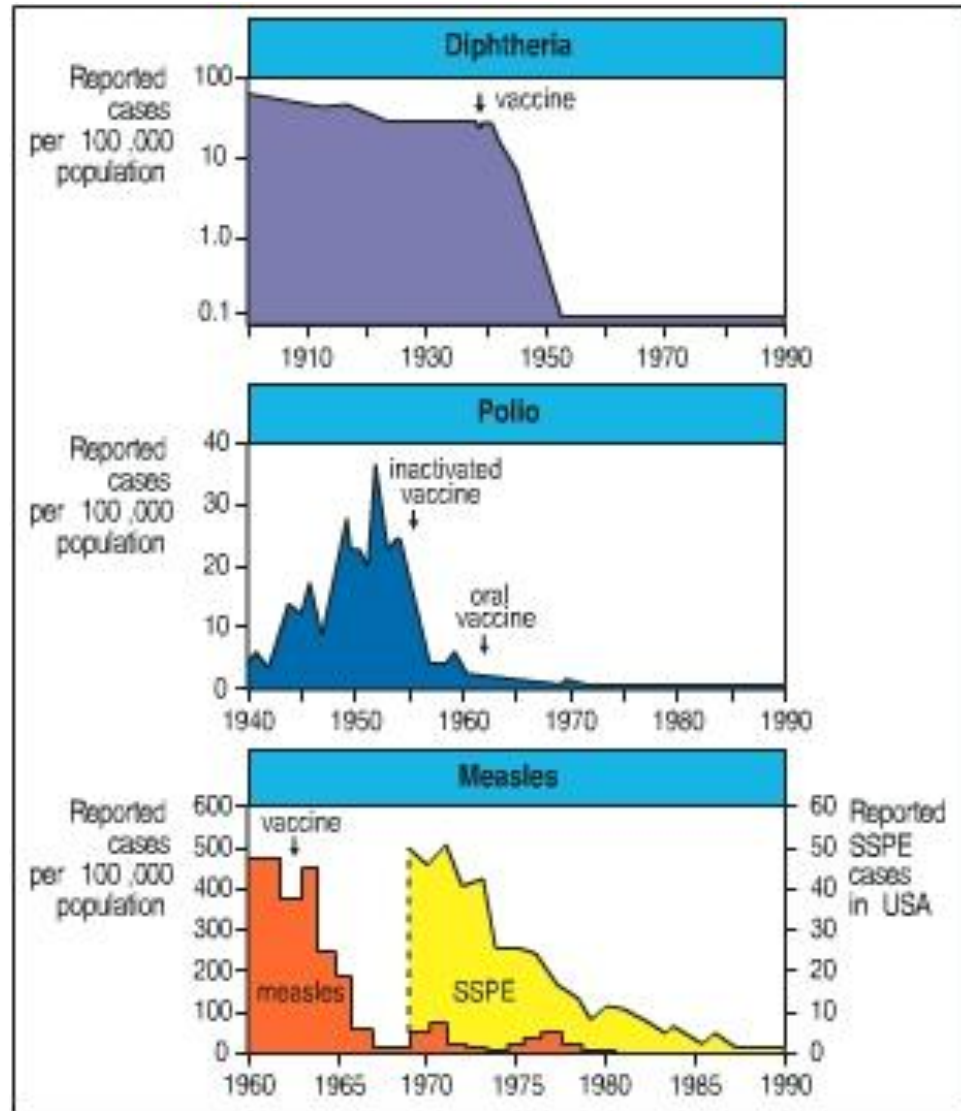 Diphtheria
Reported
cases
per 100 ,000
population
100
10
1.0
0.1
vaccine
1910 1930 1950 1970 1990
Polio
Reported
cases
per 100 ,000
population
40
30
20
10
0
inactivated
vaccine
oral
vaccine
1940 1950 1960 1970 1980 1990
Measles
Reported
cases
per 100 ,000
population
600
500
400
300
200
100
0
vaccine
measles
SSPE
60
50
40
30
20
10
0
Reported
SSPE
cases
in USA
1960 1965 1970 1975 1980 1985 1990